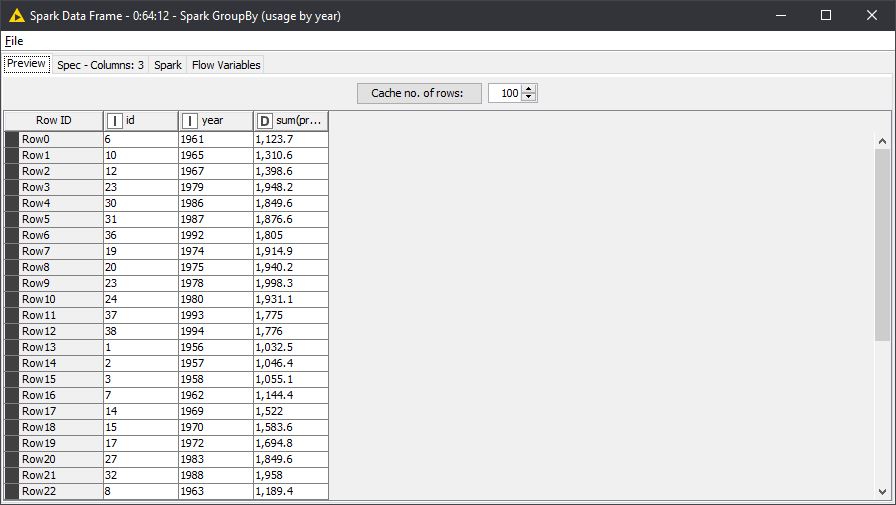 Spark Data Frame - 0:64:12 - Spark GroupBy (usage by year)
File
Preview Spec - Columns: 3 Spark Flow Variables
Cache no. of rows: 100
Row ID I id I year D sum(pr...
Row0 6 1961 1,123.7
Row1 10 1965 1,310.6
Row2 12 1967 1,398.6
Row3 23 1979 1,948.2
Row4 30 1986 1,849.6
Row5 31 1987 1,876.6
Row6 36 1992 1,805
Row7 19 1974 1,914.9
Row8 20 1975 1,940.2
Row9 23 1978 1,998.3
Row10 24 1980 1,931.1
Row11 37 1993 1,775
Row12 38 1994 1,776
Row13 1 1956 1,032.5
Row14 2 1957 1,046.4
Row15 3 1958 1,055.1
Row16 7 1962 1,144.4
Row17 14 1969 1,522
Row18 15 1970 1,583.6
Row19 17 1972 1,694.8
Row20 27 1983 1,849.6
Row21 32 1988 1,958
Row22 8 1963 1,189.4